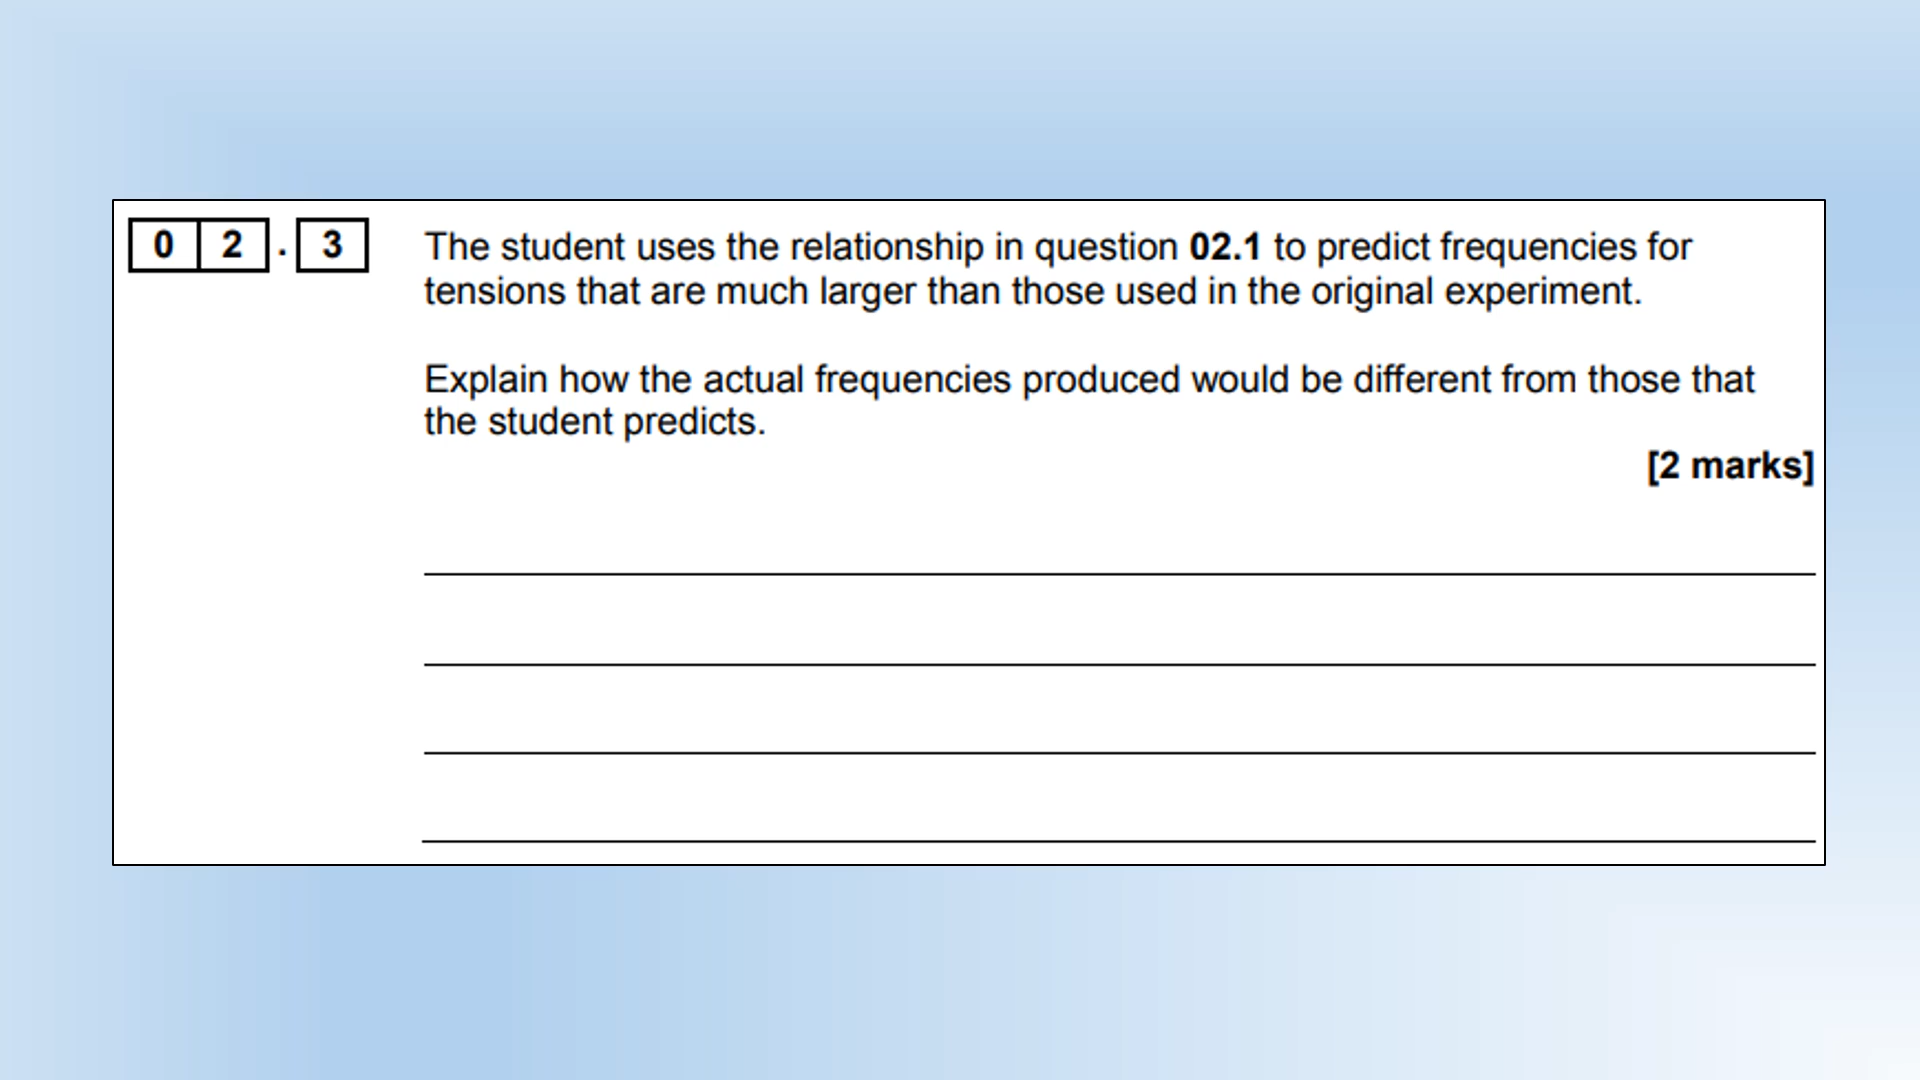 02.3 The student uses the relationship in question 02.1 to predict frequencies for
tensions that are much larger than those used in the original experiment.
Explain how the actual frequencies produced would be different from those that
the student predicts.
[2 marks]